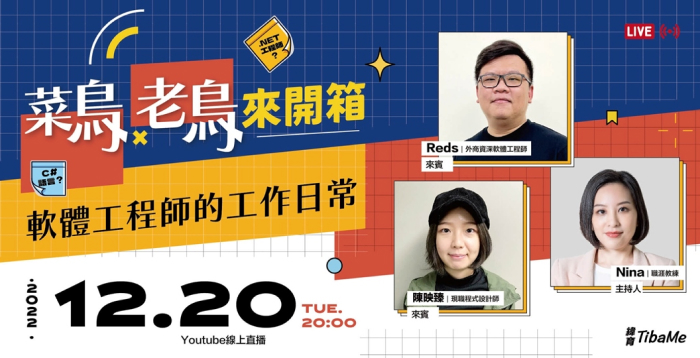 LIVE
.NET
工程師
?
菜鳥×老鳥來開箱
C#
語言?
軟體工程師的工作日常
Reds | 外商資深軟體工程師
來賓
陳映臻 | 現職程式設計師
來賓
Nina | 職涯教練
主持人
.2022.
12.20
TUE.
20:00
Youtube線上直播
緯育 TibaMe